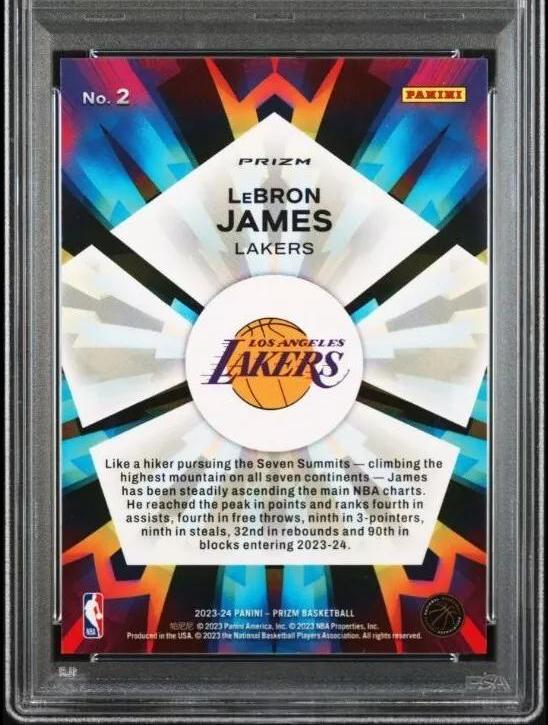 No. 2
PANINI
PRIZM
LeBRON
JAMES
LAKERS
LOS ANGELES
LAKERS
Like a hiker pursuing the Seven Summits — climbing the
highest mountain on all seven continents — James
has been steadily ascending the main NBA charts.
He reached the peak in points and ranks fourth in
assists, fourth in free throws, ninth in 3-pointers,
ninth in steals, 32nd in rebounds and 90th in
blocks entering 2023-24.
NBA
2023-24 PANINI – PRIZM BASKETBALL
帕尼尼 © 2023 Panini America, Inc. © 2023 NBA Properties, Inc.
Produced in the USA. © 2023 the National Basketball Players Association. All rights reserved.